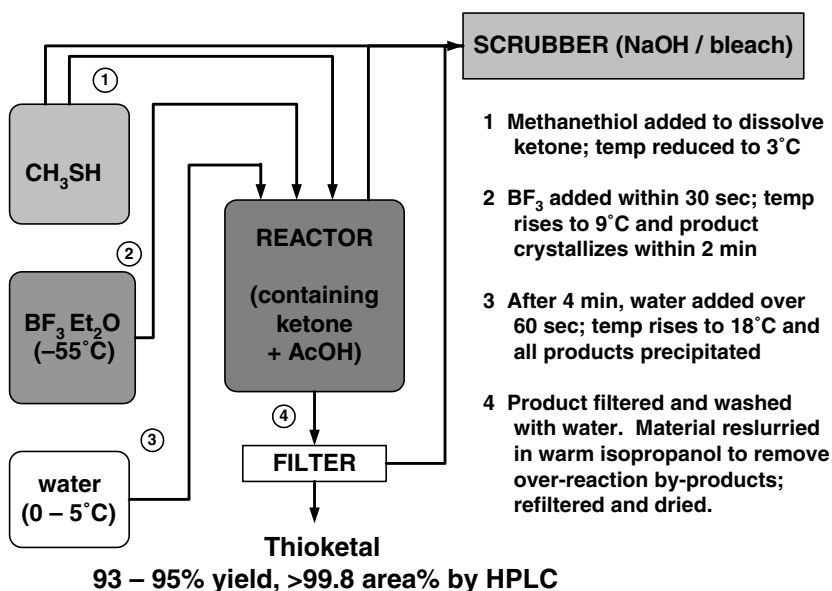 SCRUBBER (NaOH / bleach)
1
CH₃SH
2
BF₃ Et₂O
(–55˚C)
3
water
(0 – 5˚C)
REACTOR
(containing
ketone
+ AcOH)
4
FILTER
Thioketal
93 – 95% yield, >99.8 area% by HPLC
1 Methanethiol added to dissolve
ketone; temp reduced to 3˚C
2 BF₃ added within 30 sec; temp
rises to 9˚C and product
crystallizes within 2 min
3 After 4 min, water added over
60 sec; temp rises to 18˚C and
all products precipitated
4 Product filtered and washed
with water. Material reslurried
in warm isopropanol to remove
over-reaction by-products;
refiltered and dried.